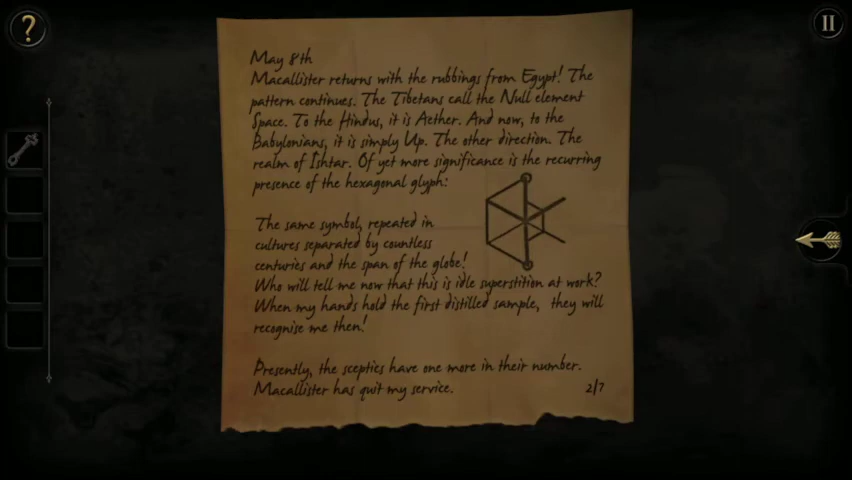 May 8th
Macallister returns with the rubbings from Egypt! The
pattern continues. The Tibetans call the Null element
Space. To the Hindus, it is Aether. And now, to the
Babylonians, it is simply Up. The other direction. The
realm of Ishtar. Of yet more significance is the recurring
presence of the hexagonal glyph:
The same symbol, repeated in
cultures separated by countless
centuries and the span of the globe!
Who will tell me now that this is idle superstition at work?
When my hands hold the first distilled sample, they will
recognise me then!
Presently, the sceptics have one more in their number.
Macallister has quit my service.
2/7
?